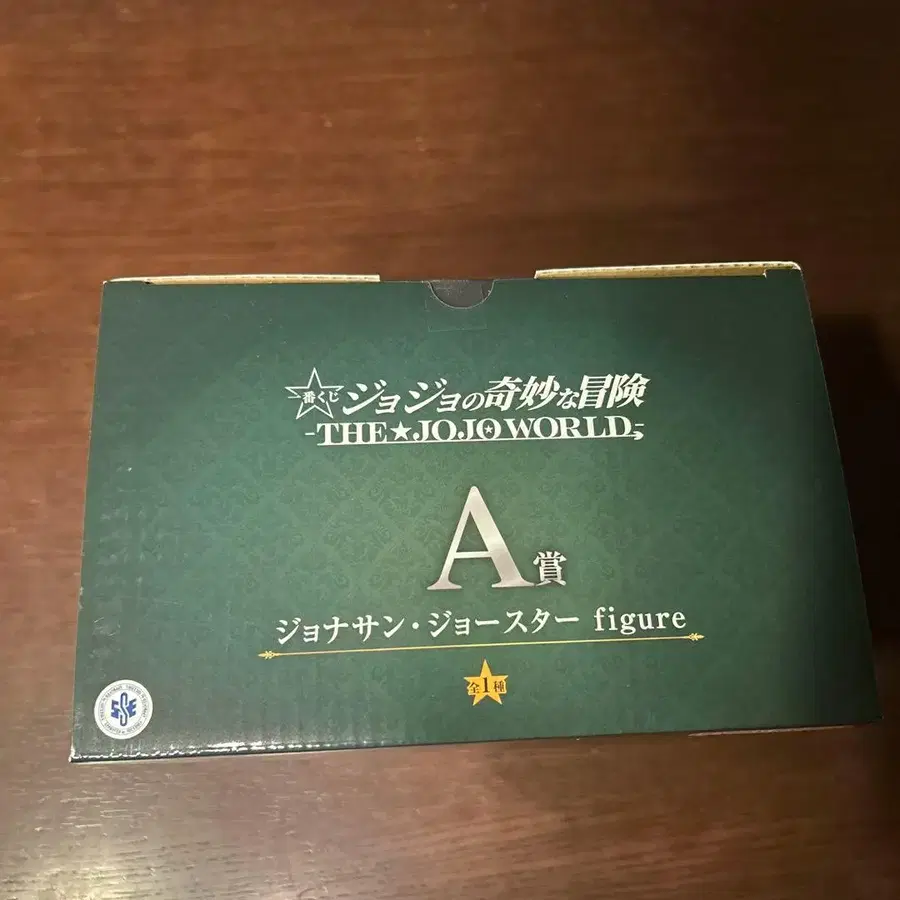 一番くじ ジョジョの奇妙な冒険
-THE★JOJO WORLD-
A賞
ジョナサン・ジョースター figure
全1種